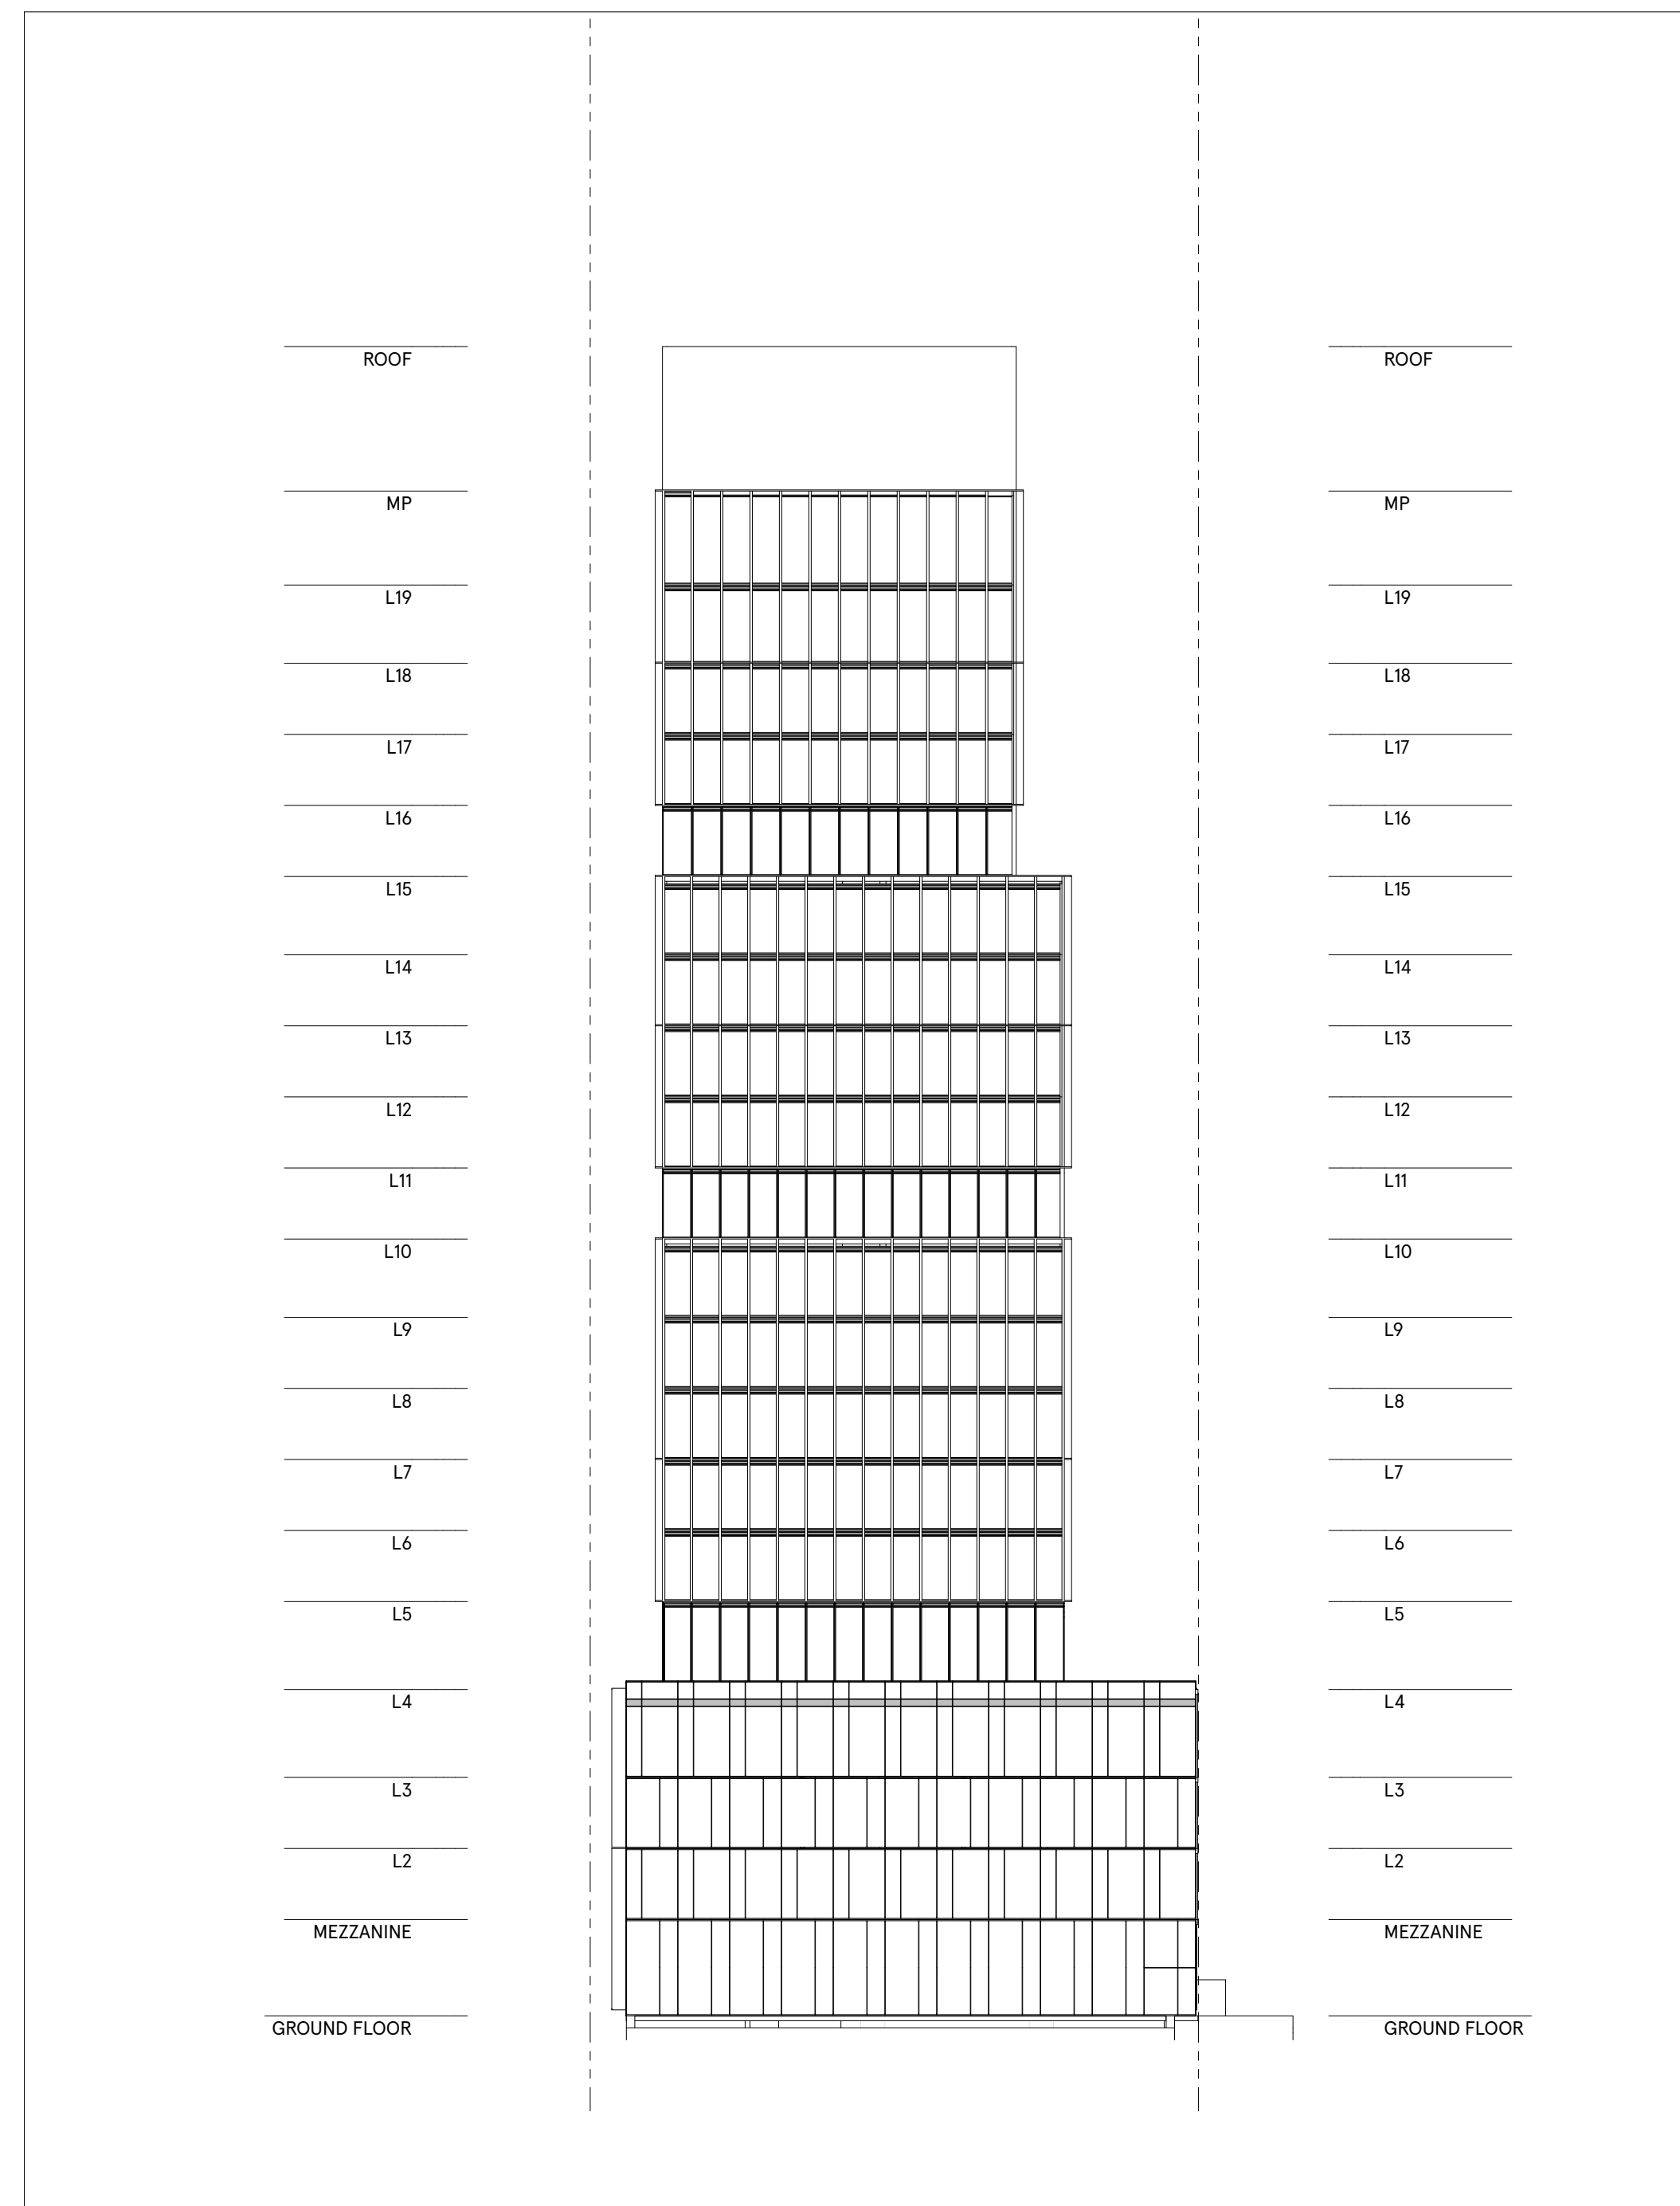 ROOF ROOF
MP MP
L19 L19
L18 L18
L17 L17
L16 L16
L15 L15
L14 L14
L13 L13
L12 L12
L11 L11
L10 L10
L9 L9
L8 L8
L7 L7
L6 L6
L5 L5
L4 L4
L3 L3
L2 L2
MEZZANINE MEZZANINE
GROUND FLOOR GROUND FLOOR